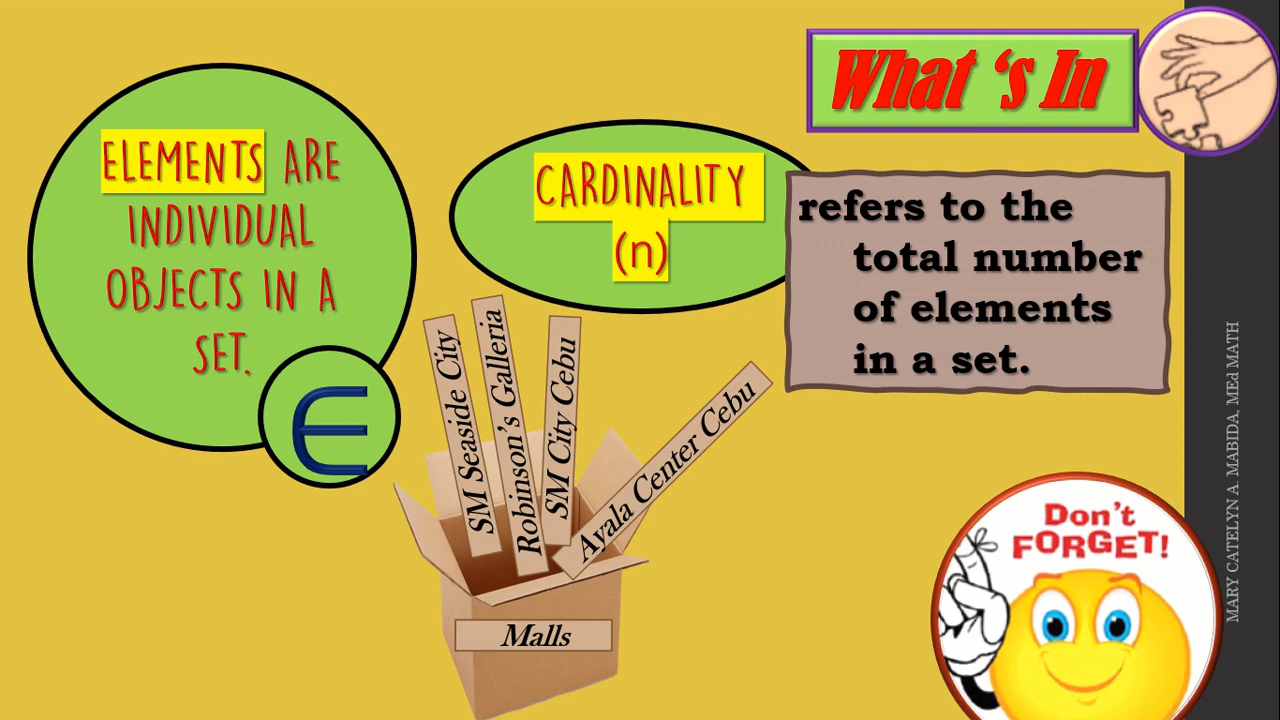 What ‘s In
ELEMENTS ARE
INDIVIDUAL
OBJECTS IN A
SET.
∈
CARDINALITY
(n)
refers to the
total number
of elements
in a set.
SM Seaside City
Robinson’s Galleria
SM City Cebu
Ayala Center Cebu
Malls
Don't
FORGET!
MARY CATELYN A. MABIDA, MEd MATH